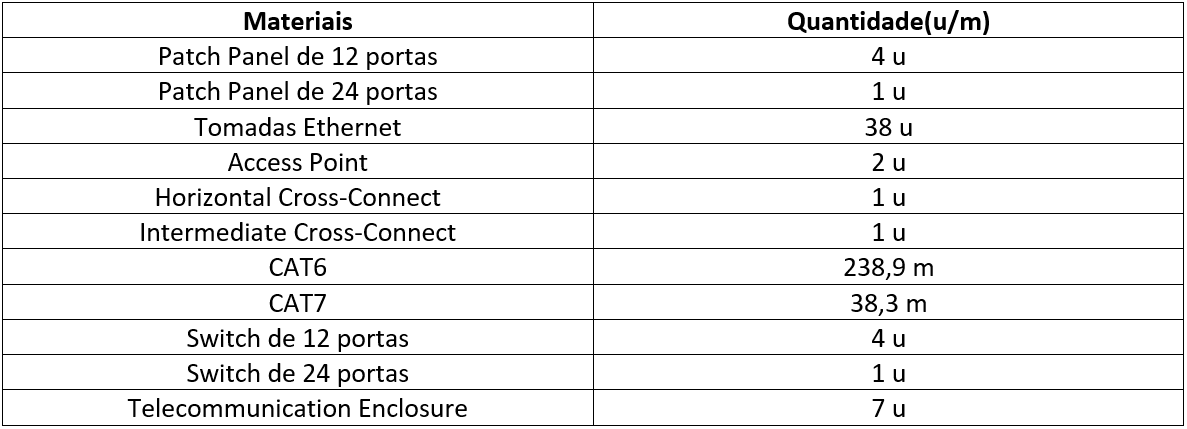 Materiais Quantidade(u/m)
Patch Panel de 12 portas 4 u
Patch Panel de 24 portas 1 u
Tomadas Ethernet 38 u
Access Point 2 u
Horizontal Cross-Connect 1 u
Intermediate Cross-Connect 1 u
CAT6 238,9 m
CAT7 38,3 m
Switch de 12 portas 4 u
Switch de 24 portas 1 u
Telecommunication Enclosure 7 u